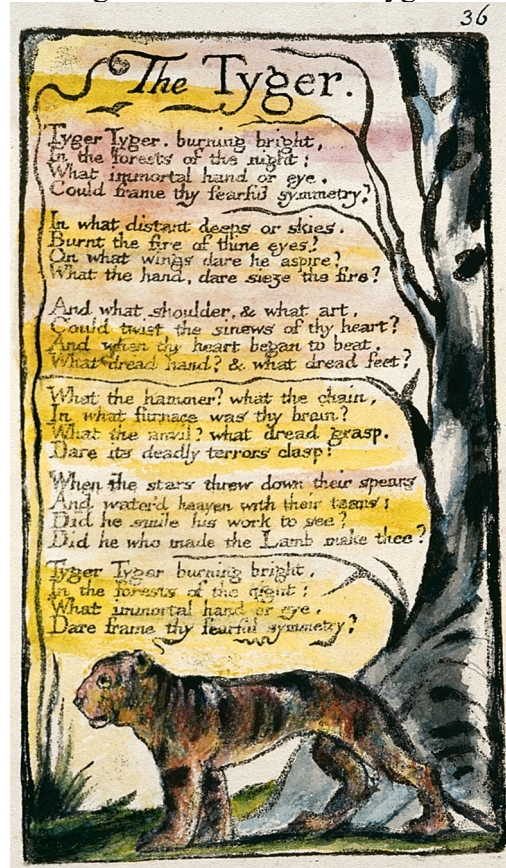 36
The Tyger.
Tyger Tyger. burning bright,
In the forests of the night;
What immortal hand or eye.
Could frame thy fearful symmetry?
In what distant deeps or skies.
Burnt the fire of thine eyes?
On what wings dare he aspire?
What the hand, dare sieze the fire?
And what shoulder, & what art,
Could twist the sinews of thy heart?
And when thy heart began to beat,
What dread hand? & what dread feet?
What the hammer? what the chain,
In what furnace was thy brain?
What the anvil? what dread grasp.
Dare its deadly terrors clasp!
When the stars threw down their spears
And water'd heaven with their tears:
Did he smile his work to see?
Did he who made the Lamb make thee?
Tyger Tyger burning bright,
In the forests of the night:
What immortal hand or eye,
Dare frame thy fearful symmetry?